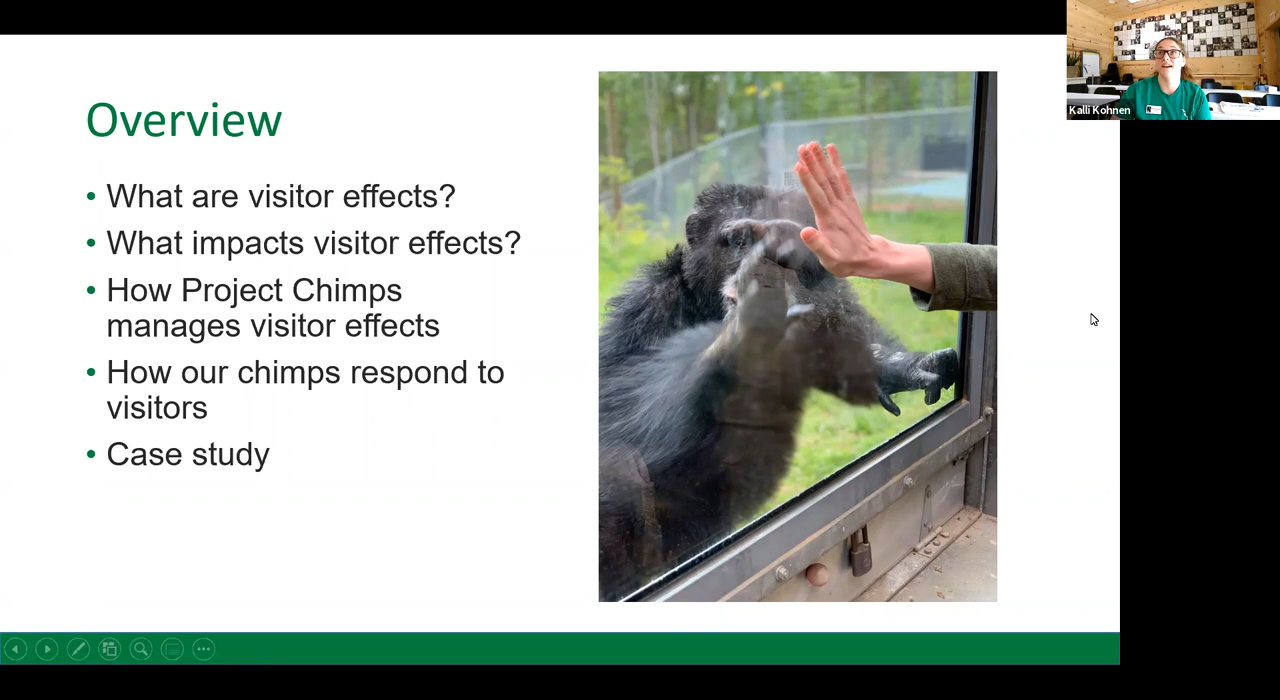 Overview
• What are visitor effects?
• What impacts visitor effects?
• How Project Chimps
manages visitor effects
• How our chimps respond to
visitors
• Case study
Kalli Kohnen